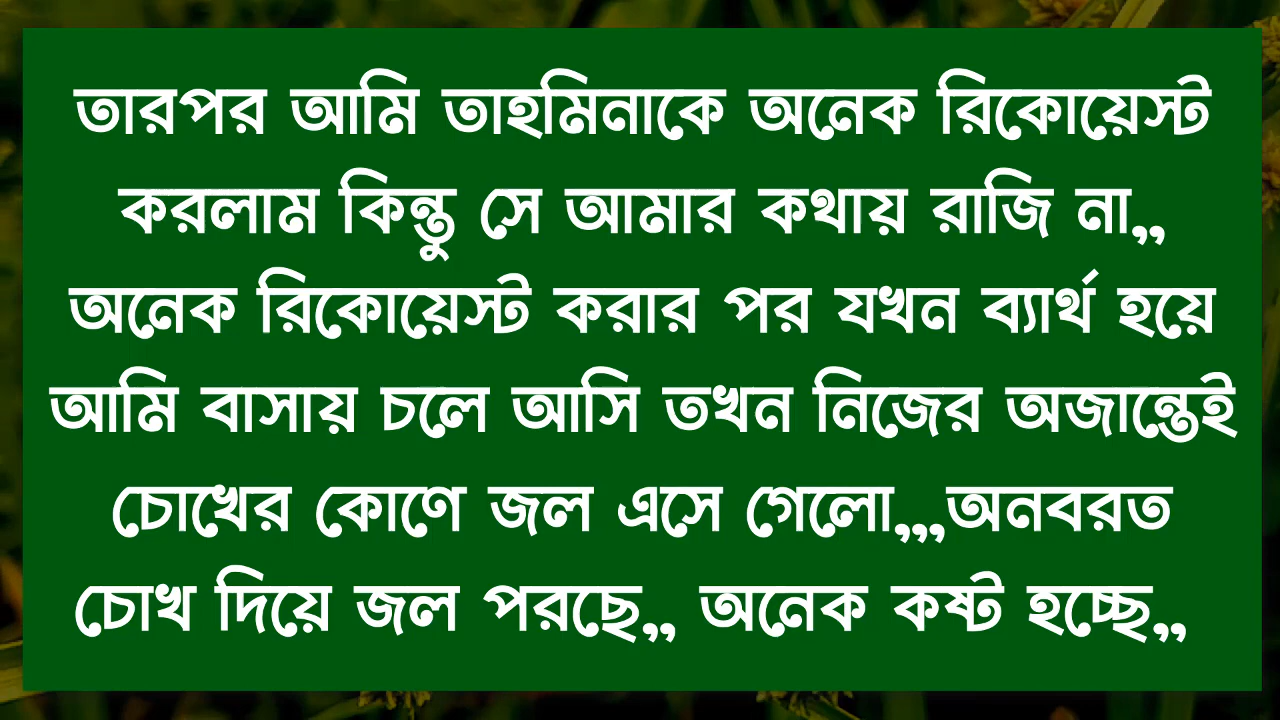 তারপর আমি তাহমিনাকে অনেক রিকোয়েস্ট
করলাম কিন্তু সে আমার কথায় রাজি না,,
অনেক রিকোয়েস্ট করার পর যখন ব্যার্থ হয়ে
আমি বাসায় চলে আসি তখন নিজের অজান্তেই
চোখের কোণে জল এসে গেলো,,,অনবরত
চোখ দিয়ে জল পরছে,, অনেক কষ্ট হচ্ছে,,